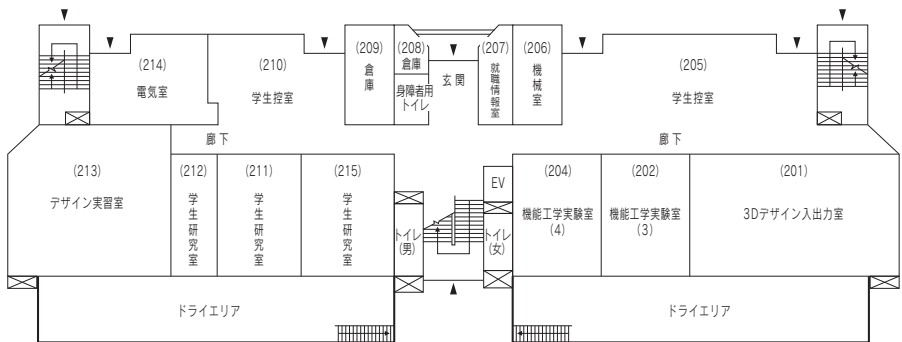 (214)
電気室
(210)
学生控室
(209)
倉庫
(208)
倉庫
身障者用
トイレ
玄関
(207)
就職情報室
(206)
機械室
(205)
学生控室
廊下
廊下
(213)
デザイン実習室
(212)
学生研究室
(211)
学生研究室
(215)
学生研究室
トイレ
(男)
EV
トイレ
(女)
(204)
機能工学実験室
(4)
(202)
機能工学実験室
(3)
(201)
3Dデザイン入出力室
ドライエリア
ドライエリア